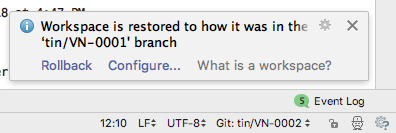 Workspace is restored to how it was in the
'tin/VN-0001' branch
Rollback Configure... What is a workspace?
5 Event Log
12:10 LF UTF-8 Git: tin/VN-0002